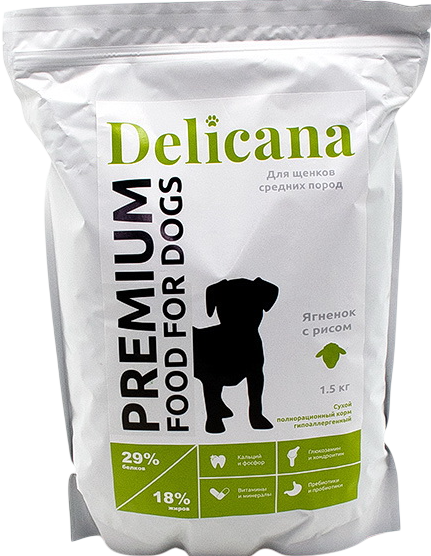 Delicana
Для щенков
средних пород
PREMIUM
FOOD FOR DOGS
Ягненок
с рисом
1.5 кг
Сухой
полнорационный корм
гипоаллергенный
29%
белков
18%
жиров
Кальций
и фосфор
Глюкозамин
и хондроитин
Витамины
и минералы
Пребиотики
и пробиотики